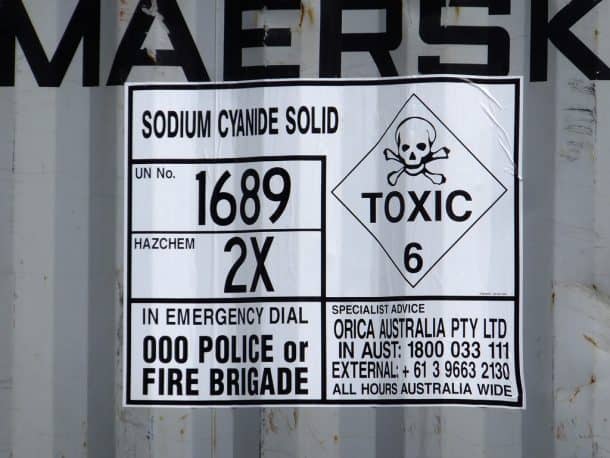 MAERSK
SODIUM CYANIDE SOLID
UN No.
1689
HAZCHEM
2X
TOXIC
6
IN EMERGENCY DIAL
000 POLICE or
FIRE BRIGADE
SPECIALIST ADVICE
ORICA AUSTRALIA PTY LTD
IN AUST: 1800 033 111
EXTERNAL: + 61 3 9663 2130
ALL HOURS AUSTRALIA WIDE